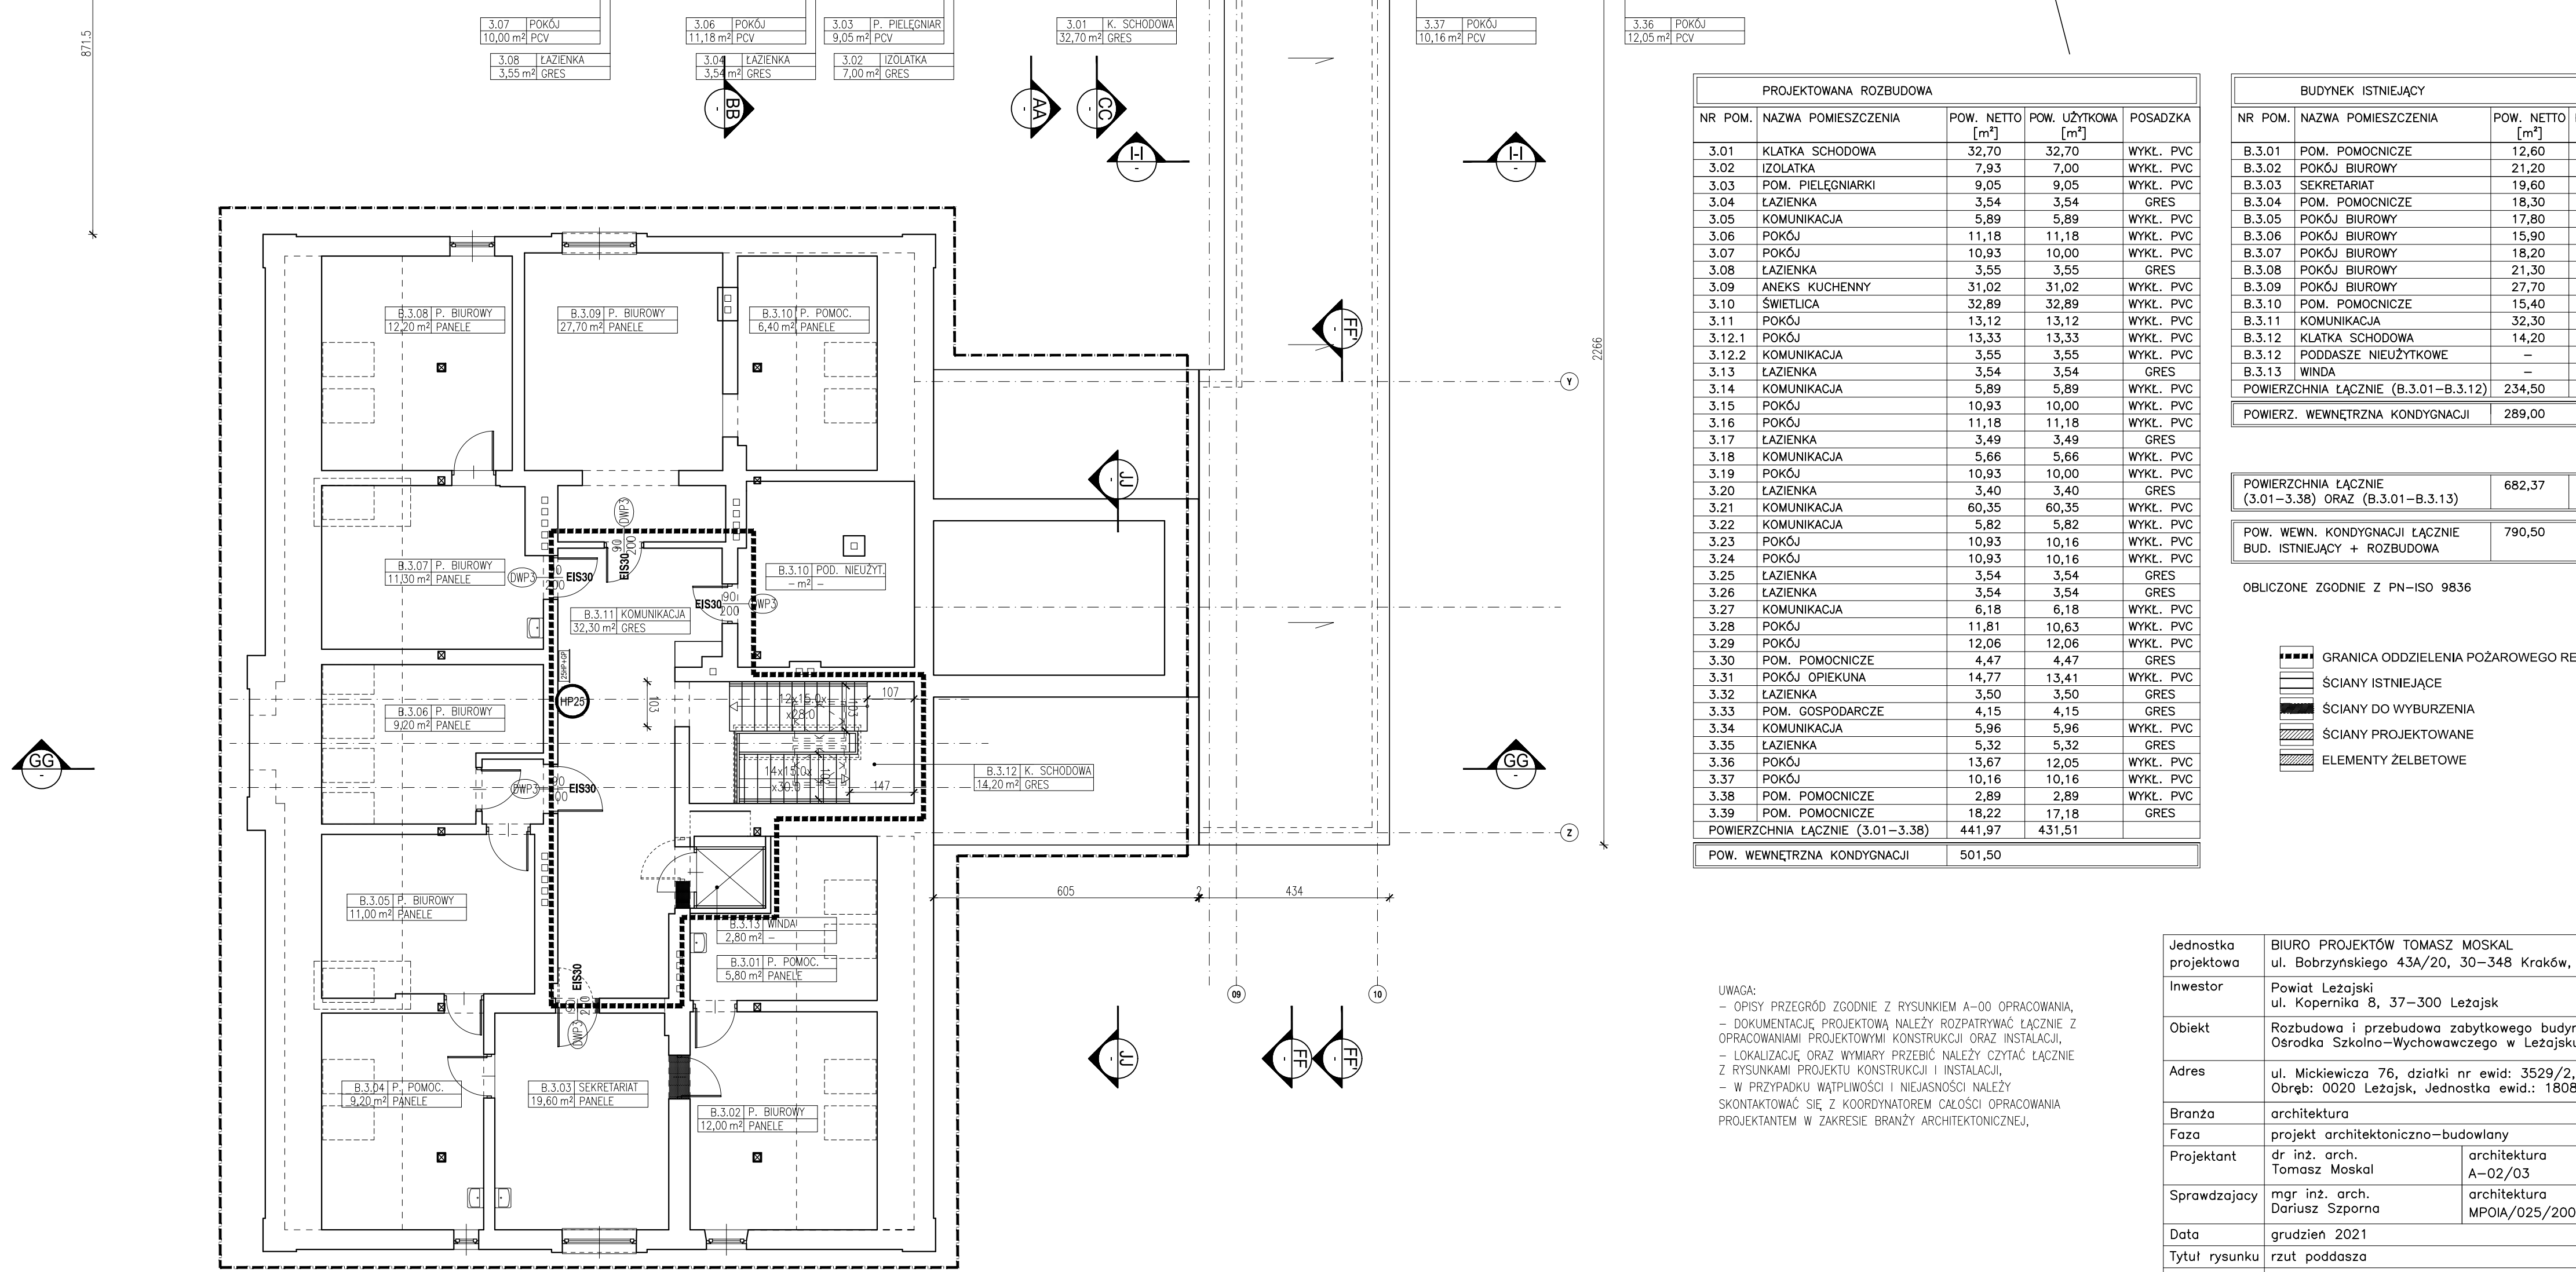 3.07 POKÓJ
10,00 m² PCV
3.08 ŁAZIENKA
3,55 m² GRES
3.06 POKÓJ
11,18 m² PCV
3.04 ŁAZIENKA
3,54 m² GRES
3.03 P. PIELĘGNIAR
9,05 m² PCV
3.02 IZOLATKA
7,00 m² GRES
3.01 K. SCHODOWA
32,70 m² GRES
3.37 POKÓJ
10,16 m² PCV
3.36 POKÓJ
12,05 m² PCV
871.5
BB
-
AA
-
CC
-
I-I
-
I-I
-
FF'
-
JJ
-
2266
Y
Z
B.3.08 P. BIUROWY
12,20 m² PANELE
B.3.09 P. BIUROWY
27,70 m² PANELE
B.3.10 P. POMOC.
6,40 m² PANELE
DWP3
90
200
EIS30
B.3.07 P. BIUROWY
11,30 m² PANELE
DWP3
EIS30
B.3.10 POD. NIEUŻYT.
- m² -
EIS30
90
200
DWP3
B.3.11 KOMUNIKACJA
32,30 m² GRES
25HP+GP
HP25
103
12x15.0x
x28.0
103
107
B.3.06 P. BIUROWY
9,20 m² PANELE
14x15.0x
x30.0
147
B.3.12 K. SCHODOWA
14,20 m² GRES
DWP3
EIS30
GG
-
GG
-
B.3.05 P. BIUROWY
11,00 m² PANELE
B.3.13 WINDA
2,80 m² -
B.3.01 P. POMOC.
5,80 m² PANELE
EIS30
DWP3
B.3.04 P. POMOC.
9,20 m² PANELE
B.3.03 SEKRETARIAT
19,60 m² PANELE
B.3.02 P. BIUROWY
12,00 m² PANELE
605
2
434
09
10
JJ
-
FF
-
FF'
-
PROJEKTOWANA ROZBUDOWA
NR POM. NAZWA POMIESZCZENIA POW. NETTO [m²] POW. UŻYTKOWA [m²] POSADZKA
3.01 KLATKA SCHODOWA 32,70 32,70 WYKŁ. PVC
3.02 IZOLATKA 7,93 7,00 WYKŁ. PVC
3.03 POM. PIELĘGNIARKI 9,05 9,05 WYKŁ. PVC
3.04 ŁAZIENKA 3,54 3,54 GRES
3.05 KOMUNIKACJA 5,89 5,89 WYKŁ. PVC
3.06 POKÓJ 11,18 11,18 WYKŁ. PVC
3.07 POKÓJ 10,93 10,00 WYKŁ. PVC
3.08 ŁAZIENKA 3,55 3,55 GRES
3.09 ANEKS KUCHENNY 31,02 31,02 WYKŁ. PVC
3.10 ŚWIETLICA 32,89 32,89 WYKŁ. PVC
3.11 POKÓJ 13,12 13,12 WYKŁ. PVC
3.12.1 POKÓJ 13,33 13,33 WYKŁ. PVC
3.12.2 KOMUNIKACJA 3,55 3,55 WYKŁ. PVC
3.13 ŁAZIENKA 3,54 3,54 GRES
3.14 KOMUNIKACJA 5,89 5,89 WYKŁ. PVC
3.15 POKÓJ 10,93 10,00 WYKŁ. PVC
3.16 POKÓJ 11,18 11,18 WYKŁ. PVC
3.17 ŁAZIENKA 3,49 3,49 GRES
3.18 KOMUNIKACJA 5,66 5,66 WYKŁ. PVC
3.19 POKÓJ 10,93 10,00 WYKŁ. PVC
3.20 ŁAZIENKA 3,40 3,40 GRES
3.21 KOMUNIKACJA 60,35 60,35 WYKŁ. PVC
3.22 KOMUNIKACJA 5,82 5,82 WYKŁ. PVC
3.23 POKÓJ 10,93 10,16 WYKŁ. PVC
3.24 POKÓJ 10,93 10,16 WYKŁ. PVC
3.25 ŁAZIENKA 3,54 3,54 GRES
3.26 ŁAZIENKA 3,54 3,54 GRES
3.27 KOMUNIKACJA 6,18 6,18 WYKŁ. PVC
3.28 POKÓJ 11,81 10,63 WYKŁ. PVC
3.29 POKÓJ 12,06 12,06 WYKŁ. PVC
3.30 POM. POMOCNICZE 4,47 4,47 GRES
3.31 POKÓJ OPIEKUNA 14,77 13,41 WYKŁ. PVC
3.32 ŁAZIENKA 3,50 3,50 GRES
3.33 POM. GOSPODARCZE 4,15 4,15 GRES
3.34 KOMUNIKACJA 5,96 5,96 WYKŁ. PVC
3.35 ŁAZIENKA 5,32 5,32 GRES
3.36 POKÓJ 13,67 12,05 WYKŁ. PVC
3.37 POKÓJ 10,16 10,16 WYKŁ. PVC
3.38 POM. POMOCNICZE 2,89 2,89 WYKŁ. PVC
3.39 POM. POMOCNICZE 18,22 17,18 GRES
POWIERZCHNIA ŁĄCZNIE (3.01-3.38) 441,97 431,51
POW. WEWNĘTRZNA KONDYGNACJI 501,50
BUDYNEK ISTNIEJĄCY
NR POM. NAZWA POMIESZCZENIA POW. NETTO [m²]
B.3.01 POM. POMOCNICZE 12,60
B.3.02 POKÓJ BIUROWY 21,20
B.3.03 SEKRETARIAT 19,60
B.3.04 POM. POMOCNICZE 18,30
B.3.05 POKÓJ BIUROWY 17,80
B.3.06 POKÓJ BIUROWY 15,90
B.3.07 POKÓJ BIUROWY 18,20
B.3.08 POKÓJ BIUROWY 21,30
B.3.09 POKÓJ BIUROWY 27,70
B.3.10 POM. POMOCNICZE 15,40
B.3.11 KOMUNIKACJA 32,30
B.3.12 KLATKA SCHODOWA 14,20
B.3.12 PODDASZE NIEUŻYTKOWE -
B.3.13 WINDA -
POWIERZCHNIA ŁĄCZNIE (B.3.01-B.3.12) 234,50
POWIERZ. WEWNĘTRZNA KONDYGNACJI 289,00
POWIERZCHNIA ŁĄCZNIE 682,37
(3.01-3.38) ORAZ (B.3.01-B.3.13)
POW. WEWN. KONDYGNACJI ŁĄCZNIE 790,50
BUD. ISTNIEJĄCY + ROZBUDOWA
OBLICZONE ZGODNIE Z PN-ISO 9836
GRANICA ODDZIELENIA POŻAROWEGO RE
ŚCIANY ISTNIEJĄCE
ŚCIANY DO WYBURZENIA
ŚCIANY PROJEKTOWANE
ELEMENTY ŻELBETOWE
UWAGA:
- OPISY PRZEGRÓD ZGODNIE Z RYSUNKIEM A-00 OPRACOWANIA,
- DOKUMENTACJĘ PROJEKTOWĄ NALEŻY ROZPATRYWAĆ ŁĄCZNIE Z
OPRACOWANIAMI PROJEKTOWYMI KONSTRUKCJI ORAZ INSTALACJI,
- LOKALIZACJĘ ORAZ WYMIARY PRZEBIĆ NALEŻY CZYTAĆ ŁĄCZNIE
Z RYSUNKAMI PROJEKTU KONSTRUKCJI I INSTALACJI,
- W PRZYPADKU WĄTPLIWOŚCI I NIEJASNOŚCI NALEŻY
SKONTAKTOWAĆ SIĘ Z KOORDYNATOREM CAŁOŚCI OPRACOWANIA
PROJEKTANTEM W ZAKRESIE BRANŻY ARCHITEKTONICZNEJ,
Jednostka projektowa BIURO PROJEKTÓW TOMASZ MOSKAL
ul. Bobrzyńskiego 43A/20, 30-348 Kraków,
Inwestor Powiat Leżajski
ul. Kopernika 8, 37-300 Leżajsk
Obiekt Rozbudowa i przebudowa zabytkowego budyn
Ośrodka Szkolno-Wychowawczego w Leżajsku
Adres ul. Mickiewicza 76, działki nr ewid: 3529/2,
Obręb: 0020 Leżajsk, Jednostka ewid.: 1808
Branża architektura
Faza projekt architektoniczno-budowlany
Projektant dr inż. arch. architektura
Tomasz Moskal A-02/03
Sprawdzajacy mgr inż. arch. architektura
Dariusz Szporna MPOIA/025/200
Data grudzień 2021
Tytuł rysunku rzut poddasza